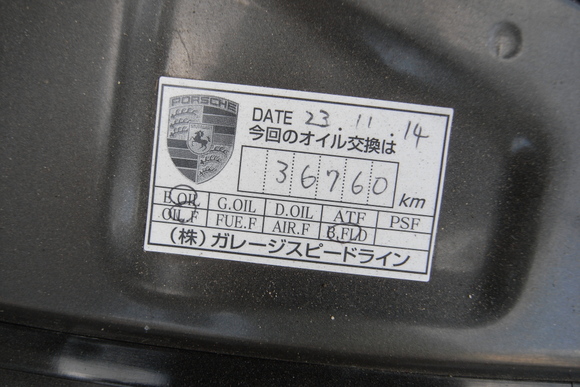 PORSCHE
DATE 23.11.14
今回のオイル交換は
36760 km
E.OIL G.OIL D.OIL ATF PSF
OIL.F FUE.F AIR.F B.FLD
(株)ガレージスピードライン